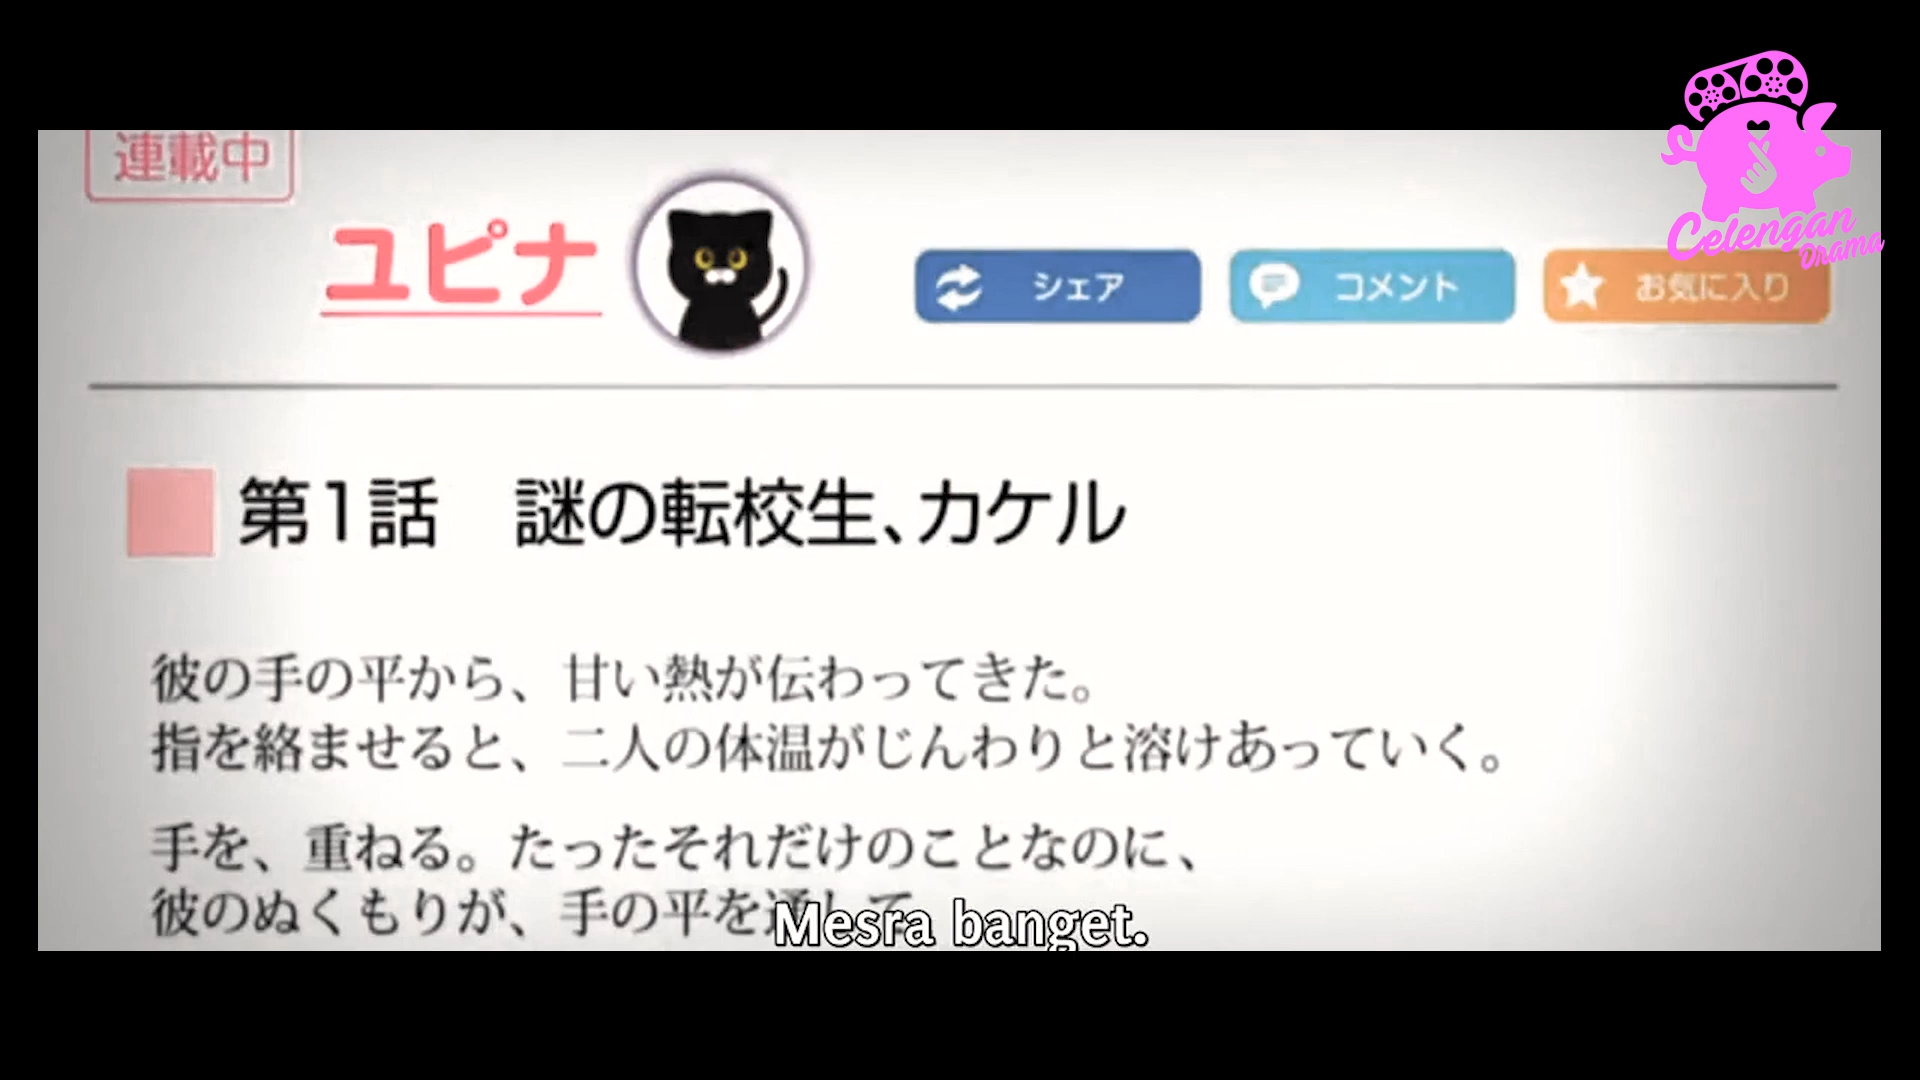 連載中
ユピナ
シェア
コメント
お気に入り
Celengan
Drama
第1話 謎の転校生、カケル
彼の手の平から、甘い熱が伝わってきた。
指を絡ませると、二人の体温がじんわりと溶けあっていく。
手を、重ねる。たったそれだけのことなのに、
彼のぬくもりが、手の平を通して
Mesra banget.